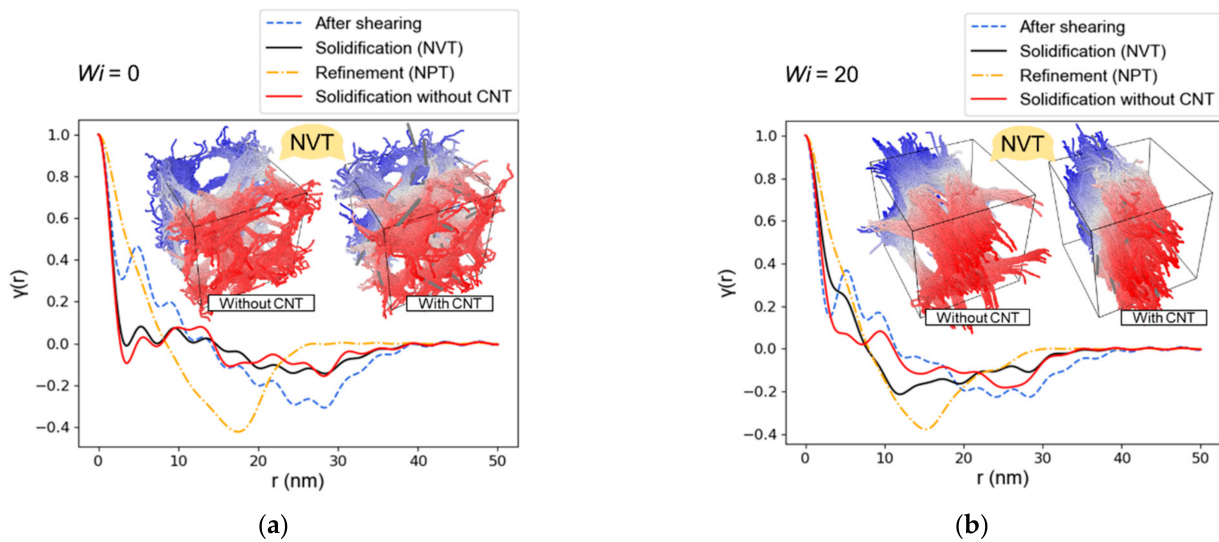 Wi = 0
After shearing
Solidification (NVT)
Refinement (NPT)
Solidification without CNT
NVT
Without CNT
With CNT
γ(r)
1.0
0.8
0.6
0.4
0.2
0.0
−0.2
−0.4
0
10
20
30
40
50
r (nm)
(a)
Wi = 20
After shearing
Solidification (NVT)
Refinement (NPT)
Solidification without CNT
NVT
Without CNT
With CNT
γ(r)
1.0
0.8
0.6
0.4
0.2
0.0
−0.2
−0.4
0
10
20
30
40
50
r (nm)
(b)